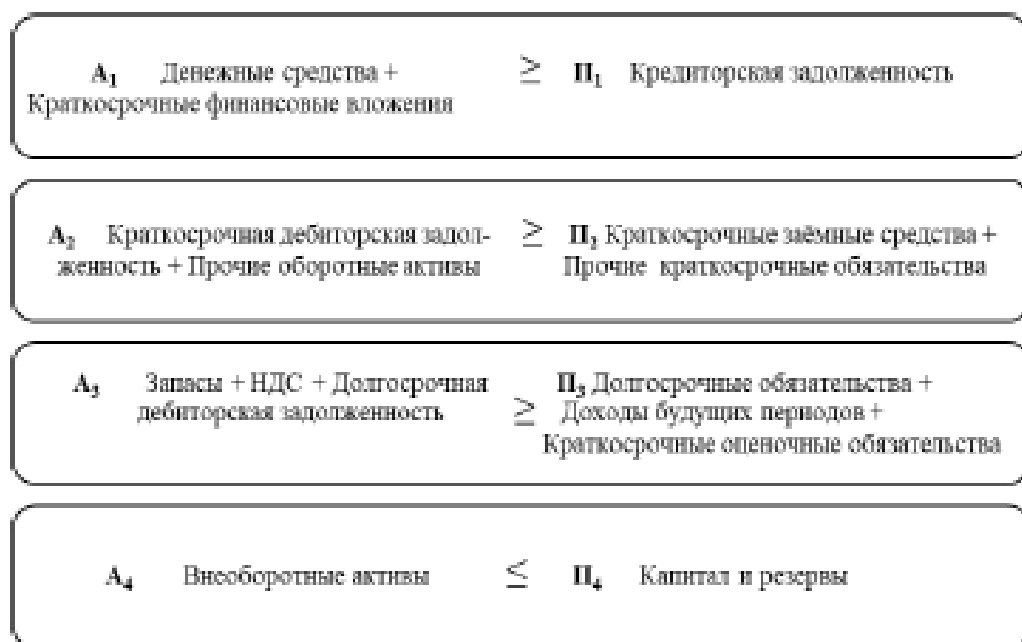 А₁ Денежные средства + ≥ П₁ Кредиторская задолженность
Краткосрочные финансовые вложения
А₂ Краткосрочная дебиторская задол- ≥ П₂ Краткосрочные заёмные средства +
женность + Прочие оборотные активы Прочие краткосрочные обязательства
А₃ Запасы + НДС + Долгосрочная П₃ Долгосрочные обязательства +
дебиторская задолженность ≥ Доходы будущих периодов +
Краткосрочные оценочные обязательства
А₄ Внеоборотные активы ≤ П₄ Капитал и резервы